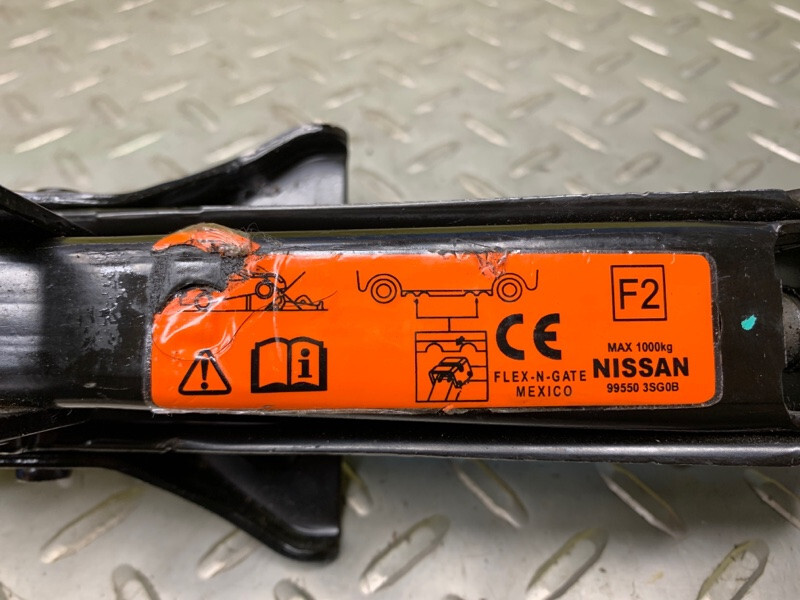 F2
CE
MAX 1000kg
FLEX-N-GATE
MEXICO
NISSAN
99550 3SG0B